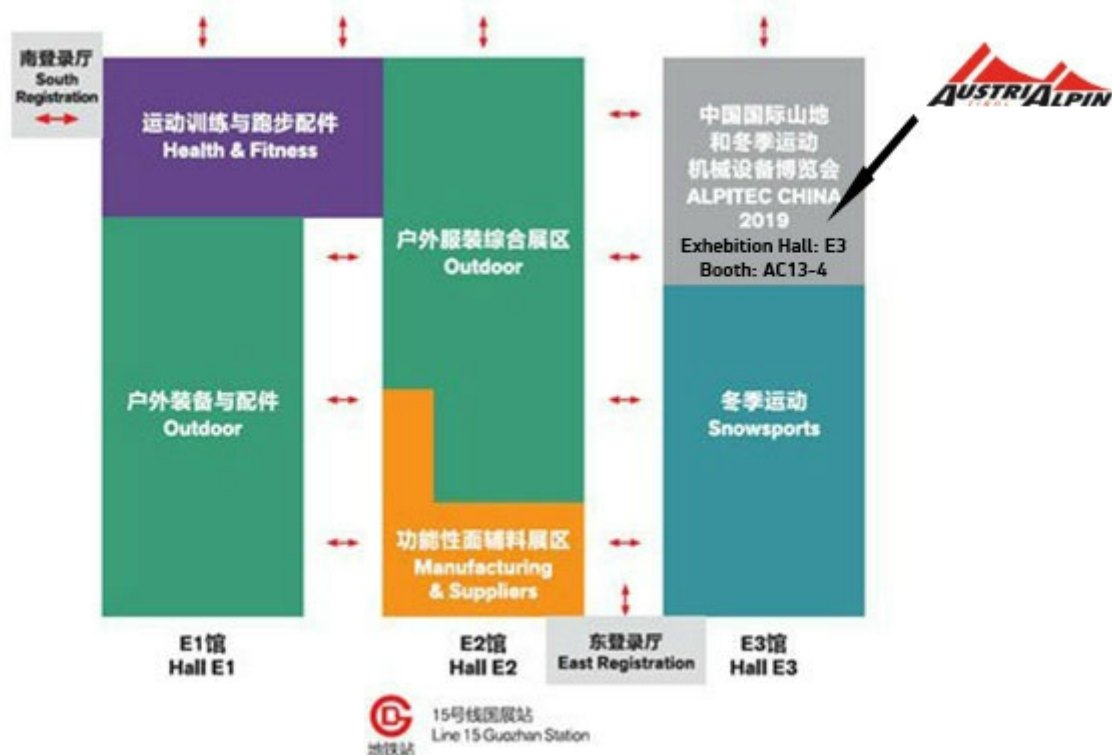 南登录厅
South
Registration
运动训练与跑步配件
Health & Fitness
户外装备与配件
Outdoor
户外服装综合展区
Outdoor
功能性面辅料展区
Manufacturing
& Suppliers
中国国际山地
和冬季运动
机械设备博览会
ALPITEC CHINA
2019
Exhebition Hall: E3
Booth: AC13-4
AUSTRIALPIN
TIROL
冬季运动
Snowsports
E1馆
Hall E1
E2馆
Hall E2
东登录厅
East Registration
E3馆
Hall E3
地铁站
15号线国展站
Line 15 Guozhan Station